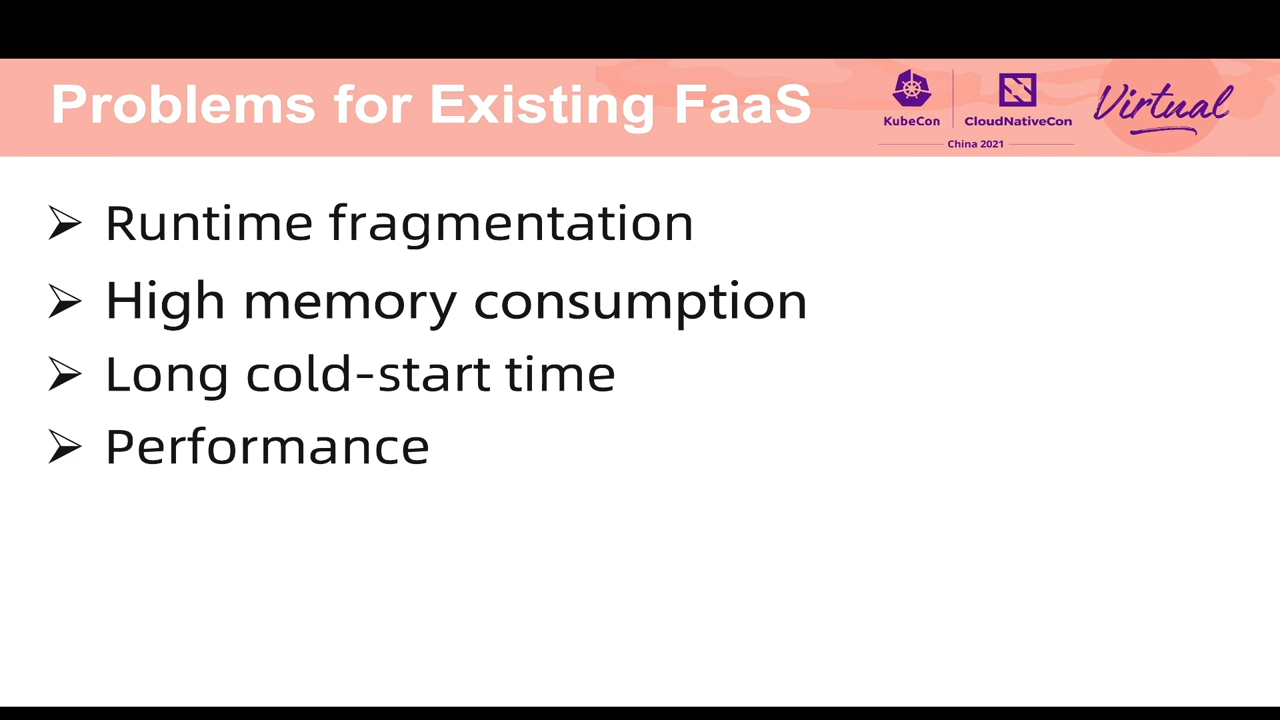 Problems for Existing FaaS
KubeCon
CloudNativeCon
Virtual
China 2021
Runtime fragmentation
High memory consumption
Long cold-start time
Performance